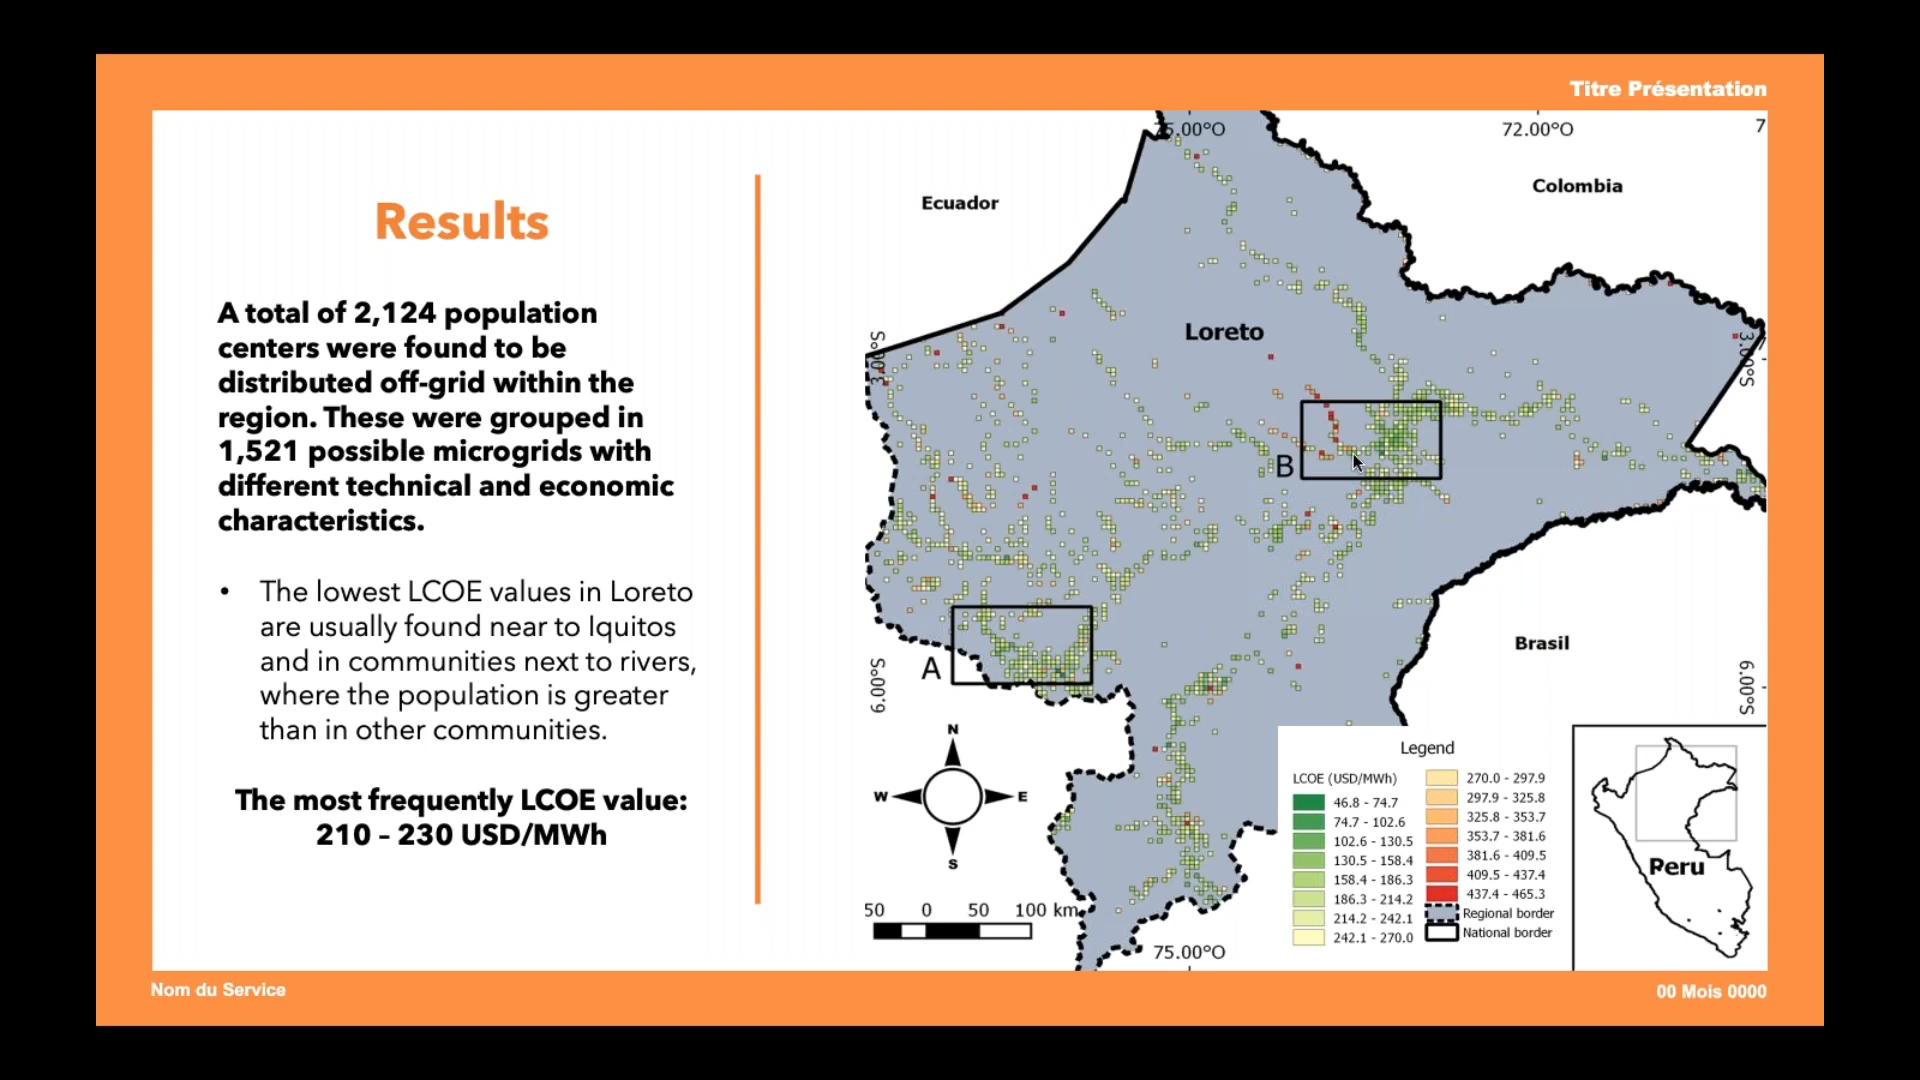 Titre Présentation
Results
A total of 2,124 population
centers were found to be
distributed off-grid within the
region. These were grouped in
1,521 possible microgrids with
different technical and economic
characteristics.
• The lowest LCOE values in Loreto
are usually found near to Iquitos
and in communities next to rivers,
where the population is greater
than in other communities.
The most frequently LCOE value:
210 – 230 USD/MWh
75.00°O
72.00°O
7
Ecuador
Colombia
Loreto
3.00°S
3.00°S
B
A
Brasil
6.00°S
6.00°S
N
W
E
S
50 0 50 100 km
75.00°O
Legend
LCOE (USD/MWh)
46.8 - 74.7
74.7 - 102.6
102.6 - 130.5
130.5 - 158.4
158.4 - 186.3
186.3 - 214.2
214.2 - 242.1
242.1 - 270.0
270.0 - 297.9
297.9 - 325.8
325.8 - 353.7
353.7 - 381.6
381.6 - 409.5
409.5 - 437.4
437.4 - 465.3
Regional border
National border
Peru
Nom du Service
00 Mois 0000